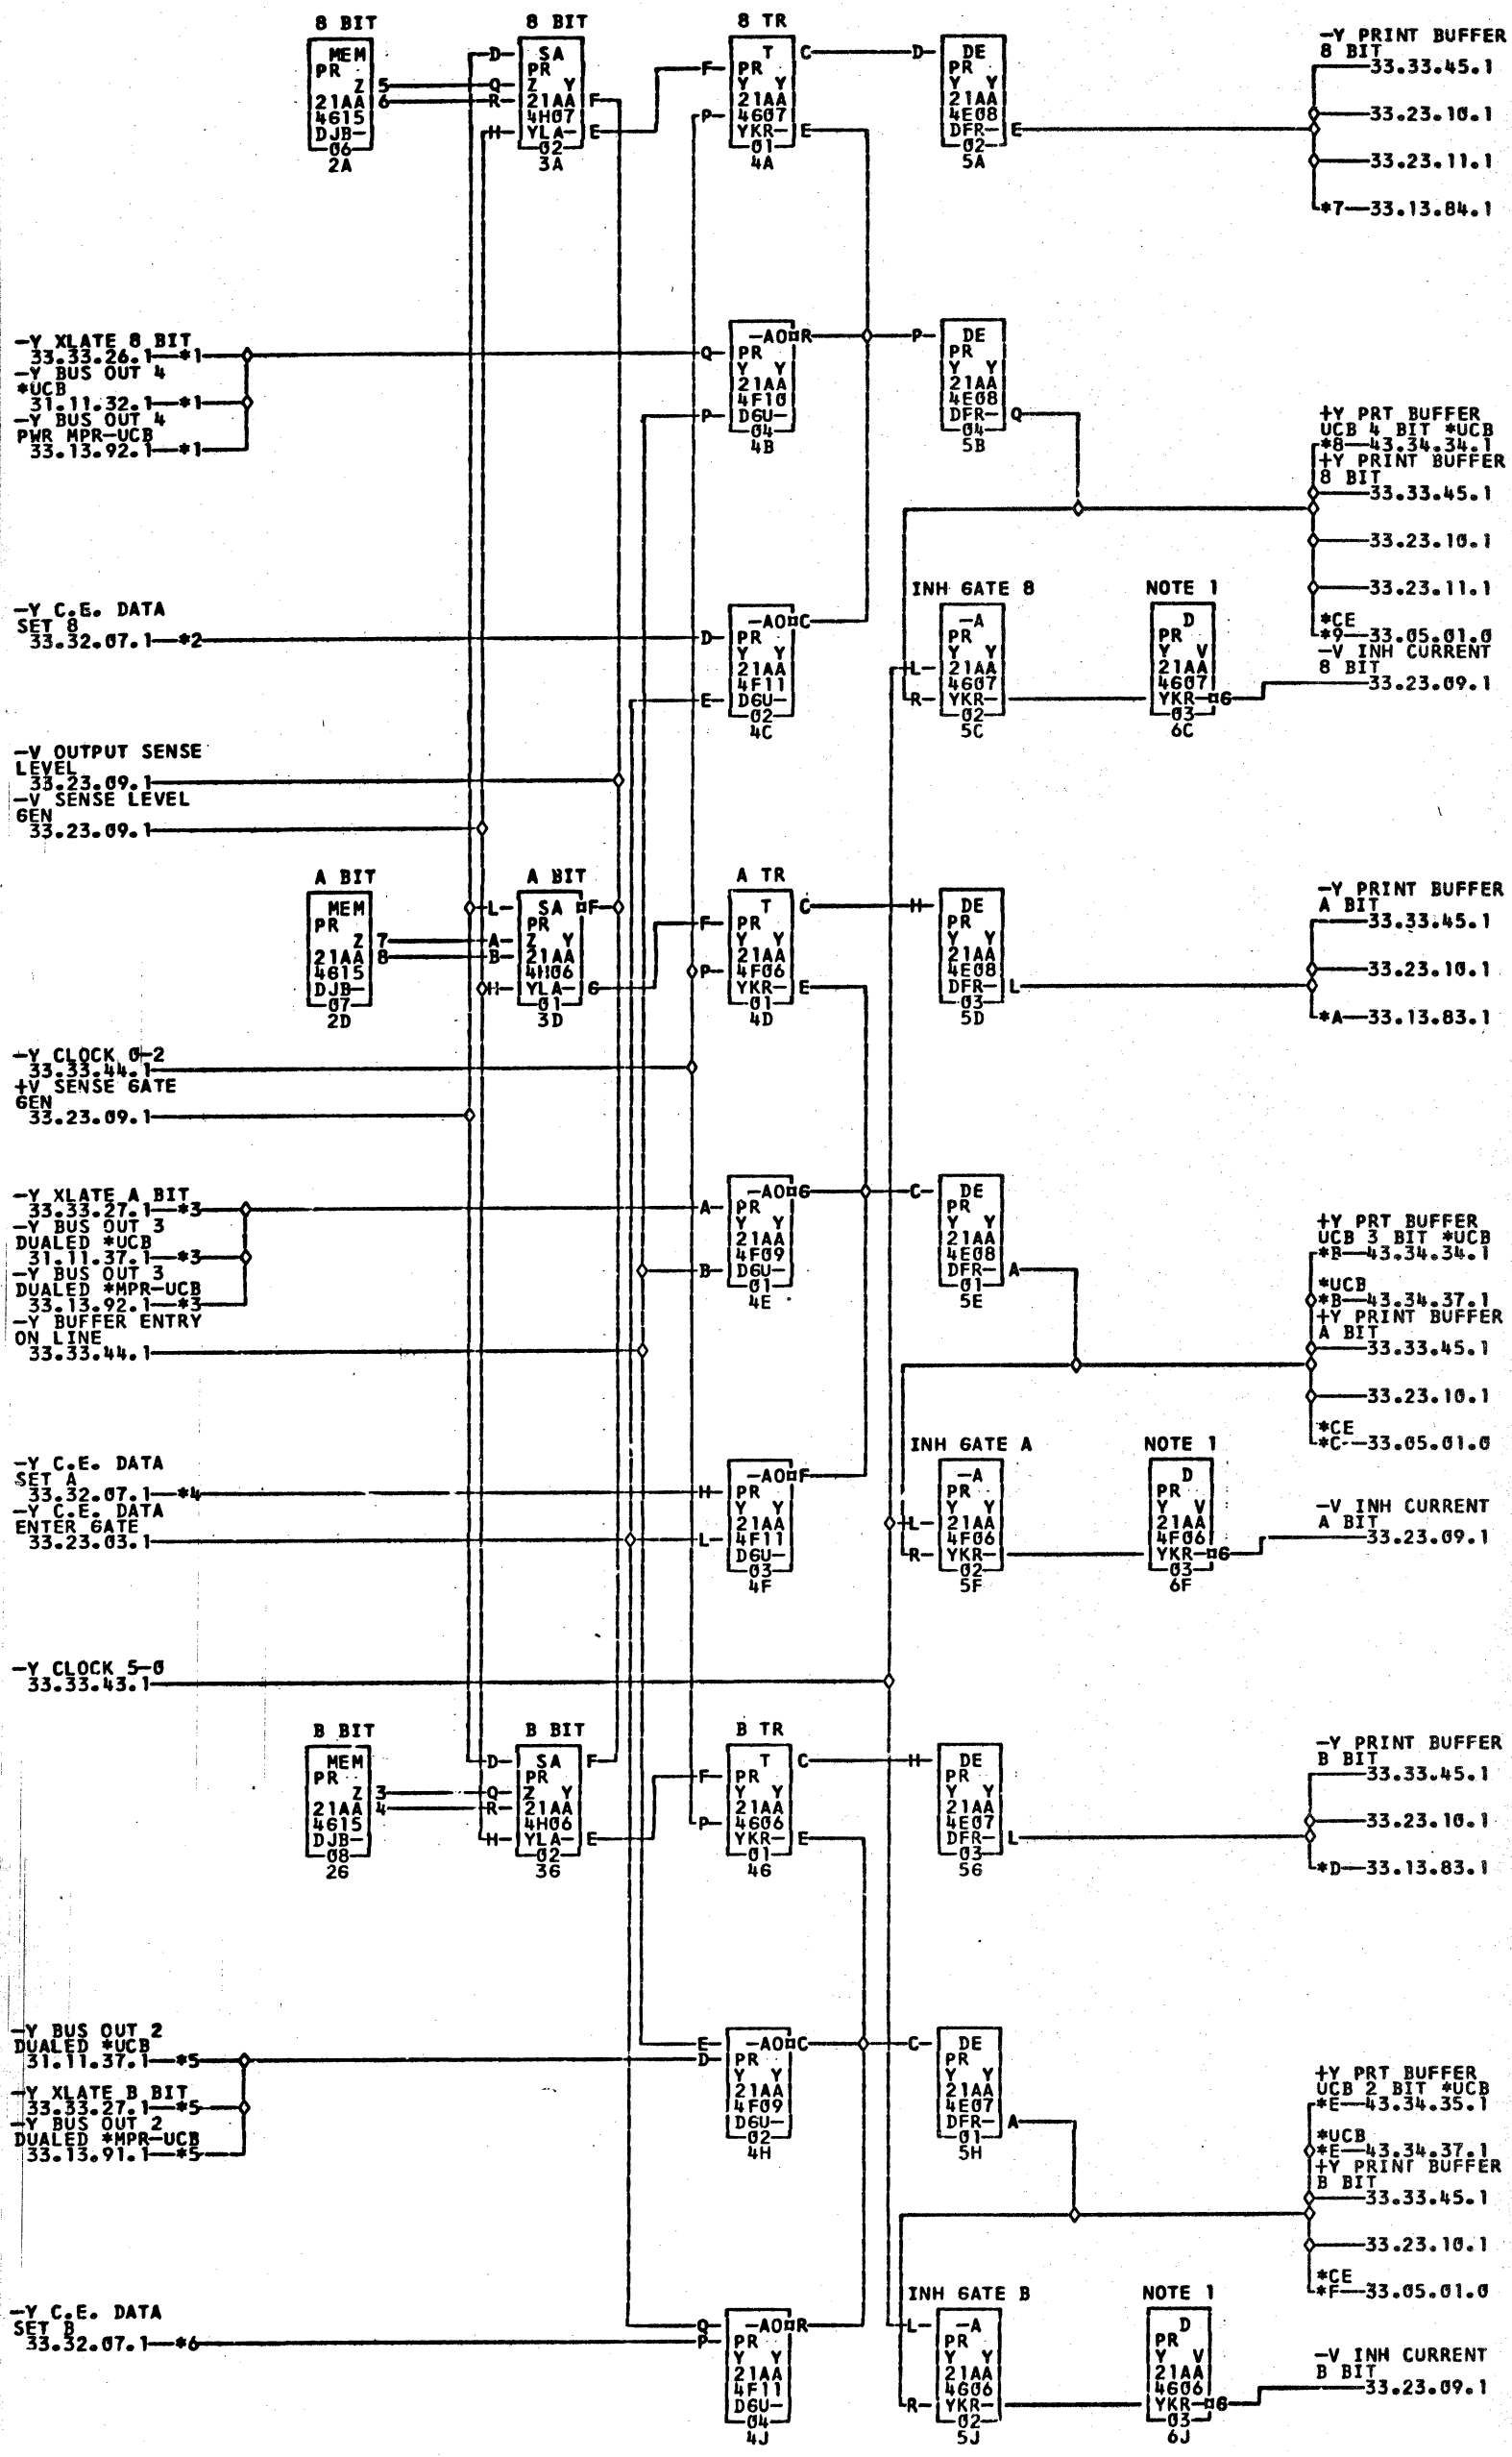 8 BIT
MEM
PR
Z 5
21AA 6
4G15
DJB-
06
2A
8 BIT
D- SA
PR
Q- Z Y
R- 21AA F
4H07
H- YLA- E
02
3A
8 TR
T C
F- PR
Y Y
21AA
P- 4G07
YKR- E
01
4A
D- DE
PR
Y Y
21AA
4E08
DFR- E
02
5A
-Y PRINT BUFFER
8 BIT
33.33.45.1
33.23.10.1
33.23.11.1
*7-33.13.84.1
-Y XLATE 8 BIT
33.33.26.1-*1
-Y BUS OUT 4
*UCB
31.11.32.1-*1
-Y BUS OUT 4
PWR MPR-UCB
33.13.92.1-*1
-AO R
Q- PR
Y Y
21AA
4F10
P- DGU-
04
4B
P- DE
PR
Y Y
21AA
4E08
DFR- Q
04
5B
+Y PRT BUFFER
UCB 4 BIT *UCB
*8-43.34.34.1
+Y PRINT BUFFER
8 BIT
33.33.45.1
33.23.10.1
33.23.11.1
*CE
*9-33.05.01.0
-Y C.E. DATA
SET 8
33.32.07.1-*2
-AO C
D- PR
Y Y
21AA
4F11
E- DGU-
02
4C
INH GATE 8
-A
PR
Y Y
L- 21AA
4G07
R- YKR-
02
5C
NOTE 1
D
PR
Y V
21AA
4G07
YKR- G
03
6C
-V INH CURRENT
8 BIT
33.23.09.1
-V OUTPUT SENSE
LEVEL
33.23.09.1
-V SENSE LEVEL
GEN
33.23.09.1
A BIT
MEM
PR
Z 7
21AA 8
4G15
DJB-
07
2D
A BIT
L- SA F
PR
A- Z Y
B- 21AA
4H06
H- YLA- G
01
3D
A TR
T C
F- PR
Y Y
21AA
P- 4F06
YKR- E
01
4D
H- DE
PR
Y Y
21AA
4E08
DFR- L
03
5D
-Y PRINT BUFFER
A BIT
33.33.45.1
33.23.10.1
*A-33.13.83.1
-Y CLOCK 0-2
33.33.44.1
+V SENSE GATE
GEN
33.23.09.1
-Y XLATE A BIT
33.33.27.1-*3
-Y BUS OUT 3
DUALED *UCB
31.11.37.1-*3
-Y BUS OUT 3
DUALED *MPR-UCB
33.13.92.1-*3
-Y BUFFER ENTRY
ON LINE
33.33.44.1
-AO G
A- PR
Y Y
21AA
4F09
B- DGU-
01
4E
C- DE
PR
Y Y
21AA
4E08
DFR- A
01
5E
+Y PRT BUFFER
UCB 3 BIT *UCB
*B-43.34.34.1
*UCB
*B-43.34.37.1
+Y PRINT BUFFER
A BIT
33.33.45.1
33.23.10.1
*CE
*C-33.05.01.0
-Y C.E. DATA
SET A
33.32.07.1-*4
-Y C.E. DATA
ENTER GATE
33.23.03.1
-AO F
H- PR
Y Y
21AA
L- 4F11
DGU-
03
4F
INH GATE A
-A
PR
Y Y
L- 21AA
4F06
R- YKR-
02
5F
NOTE 1
D
PR
Y V
21AA
4F06
YKR- G
03
6F
-V INH CURRENT
A BIT
33.23.09.1
-Y CLOCK 5-0
33.33.43.1
B BIT
MEM
PR
Z 3
21AA 4
4G15
DJB-
08
2G
B BIT
D- SA F
PR
Q- Z Y
R- 21AA
4H06
H- YLA- E
02
3G
B TR
T C
F- PR
Y Y
21AA
P- 4G06
YKR- E
01
4G
H- DE
PR
Y Y
21AA
4E07
DFR- L
03
5G
-Y PRINT BUFFER
B BIT
33.33.45.1
33.23.10.1
*D-33.13.83.1
-Y BUS OUT 2
DUALED *UCB
31.11.37.1-*5
-Y XLATE B BIT
33.33.27.1-*5
-Y BUS OUT 2
DUALED *MPR-UCB
33.13.91.1-*5
E- -AO C
D- PR
Y Y
21AA
4F09
DGU-
02
4H
C- DE
PR
Y Y
21AA
4E07
DFR- A
01
5H
+Y PRT BUFFER
UCB 2 BIT *UCB
*E-43.34.35.1
*UCB
*E-43.34.37.1
+Y PRINT BUFFER
B BIT
33.33.45.1
33.23.10.1
*CE
*F-33.05.01.0
-Y C.E. DATA
SET B
33.32.07.1-*6
Q- -AO R
P- PR
Y Y
21AA
4F11
DGU-
04
4J
INH GATE B
L- -A
PR
Y Y
21AA
4G06
R- YKR-
02
5J
NOTE 1
D
PR
Y V
21AA
4G06
YKR- G
03
6J
-V INH CURRENT
B BIT
33.23.09.1